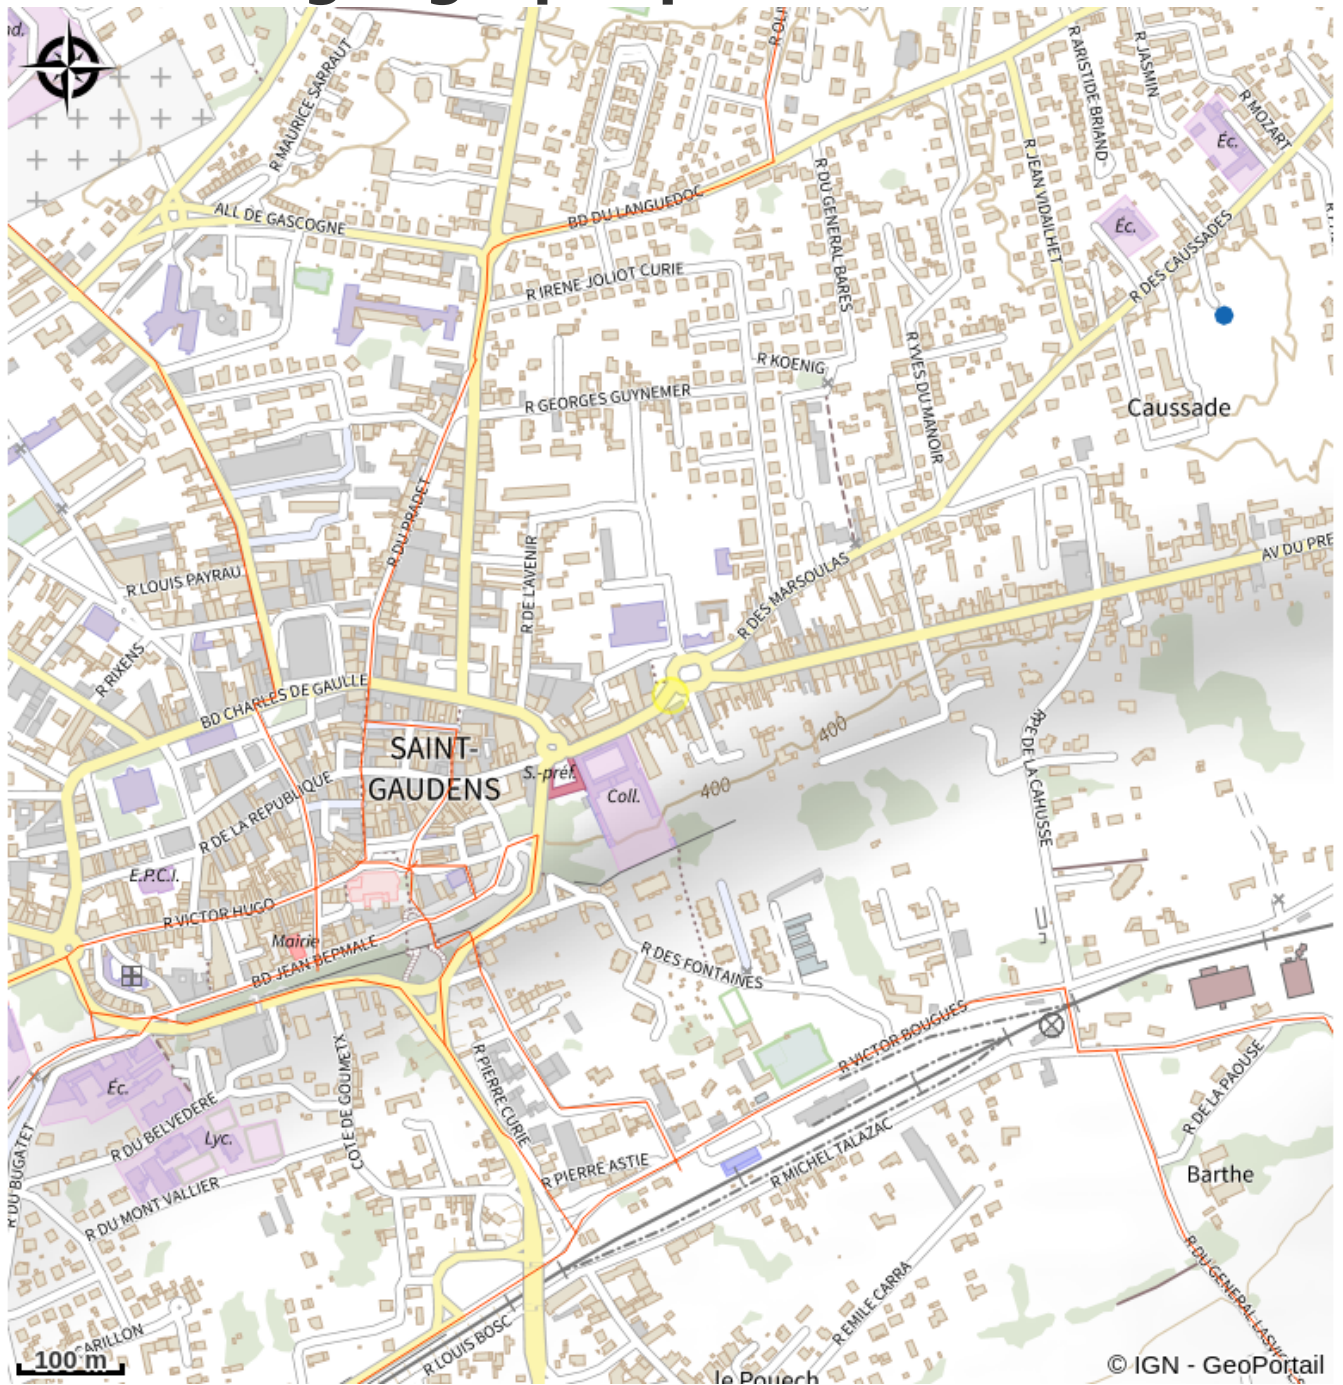 nd.
R MAURICE SARRAUT
R ARISTIDE BRIAND
R JASMIN
R MOZART
Éc.
ALL DE GASCOGNE
BD DU LANGUEDOC
R DU GENERAL BARES
R JEAN VIDAILHET
Éc.
R DES CAUSSADES
R IRENE JOLIOT CURIE
R KOENIG
R YVES DU MANOIR
R GEORGES GUYNEMER
Caussade
R DU PRADET
R DE L'AVENIR
R DES MARSOULAS
AV DU PRE
R LOUIS PAYRAU
R RIXENS
BD CHARLES DE GAULLE
SAINT-
GAUDENS
S.-préf.
Coll.
400
400
R DE LA REPUBLIQUE
RPE DE LA CAHUSSE
E.P.C.I.
R VICTOR HUGO
Mairie
BD JEAN BEPMALE
R DES FONTAINES
R VICTOR BOUGUES
R PIERRE CURIE
COTE DE GOUMETX
Éc.
R DU BELVEDERE
Lyc.
R DU BUGATET
R DU MONT VALLIER
R PIERRE ASTIE
R MICHEL TALAZAC
R DE LA PAOUSE
Barthe
R DU GENERAL LASVIGNES
R EMILE CARRA
CARILLON
R LOUIS BOSC
le Pouech
100 m
© IGN - GeoPortail